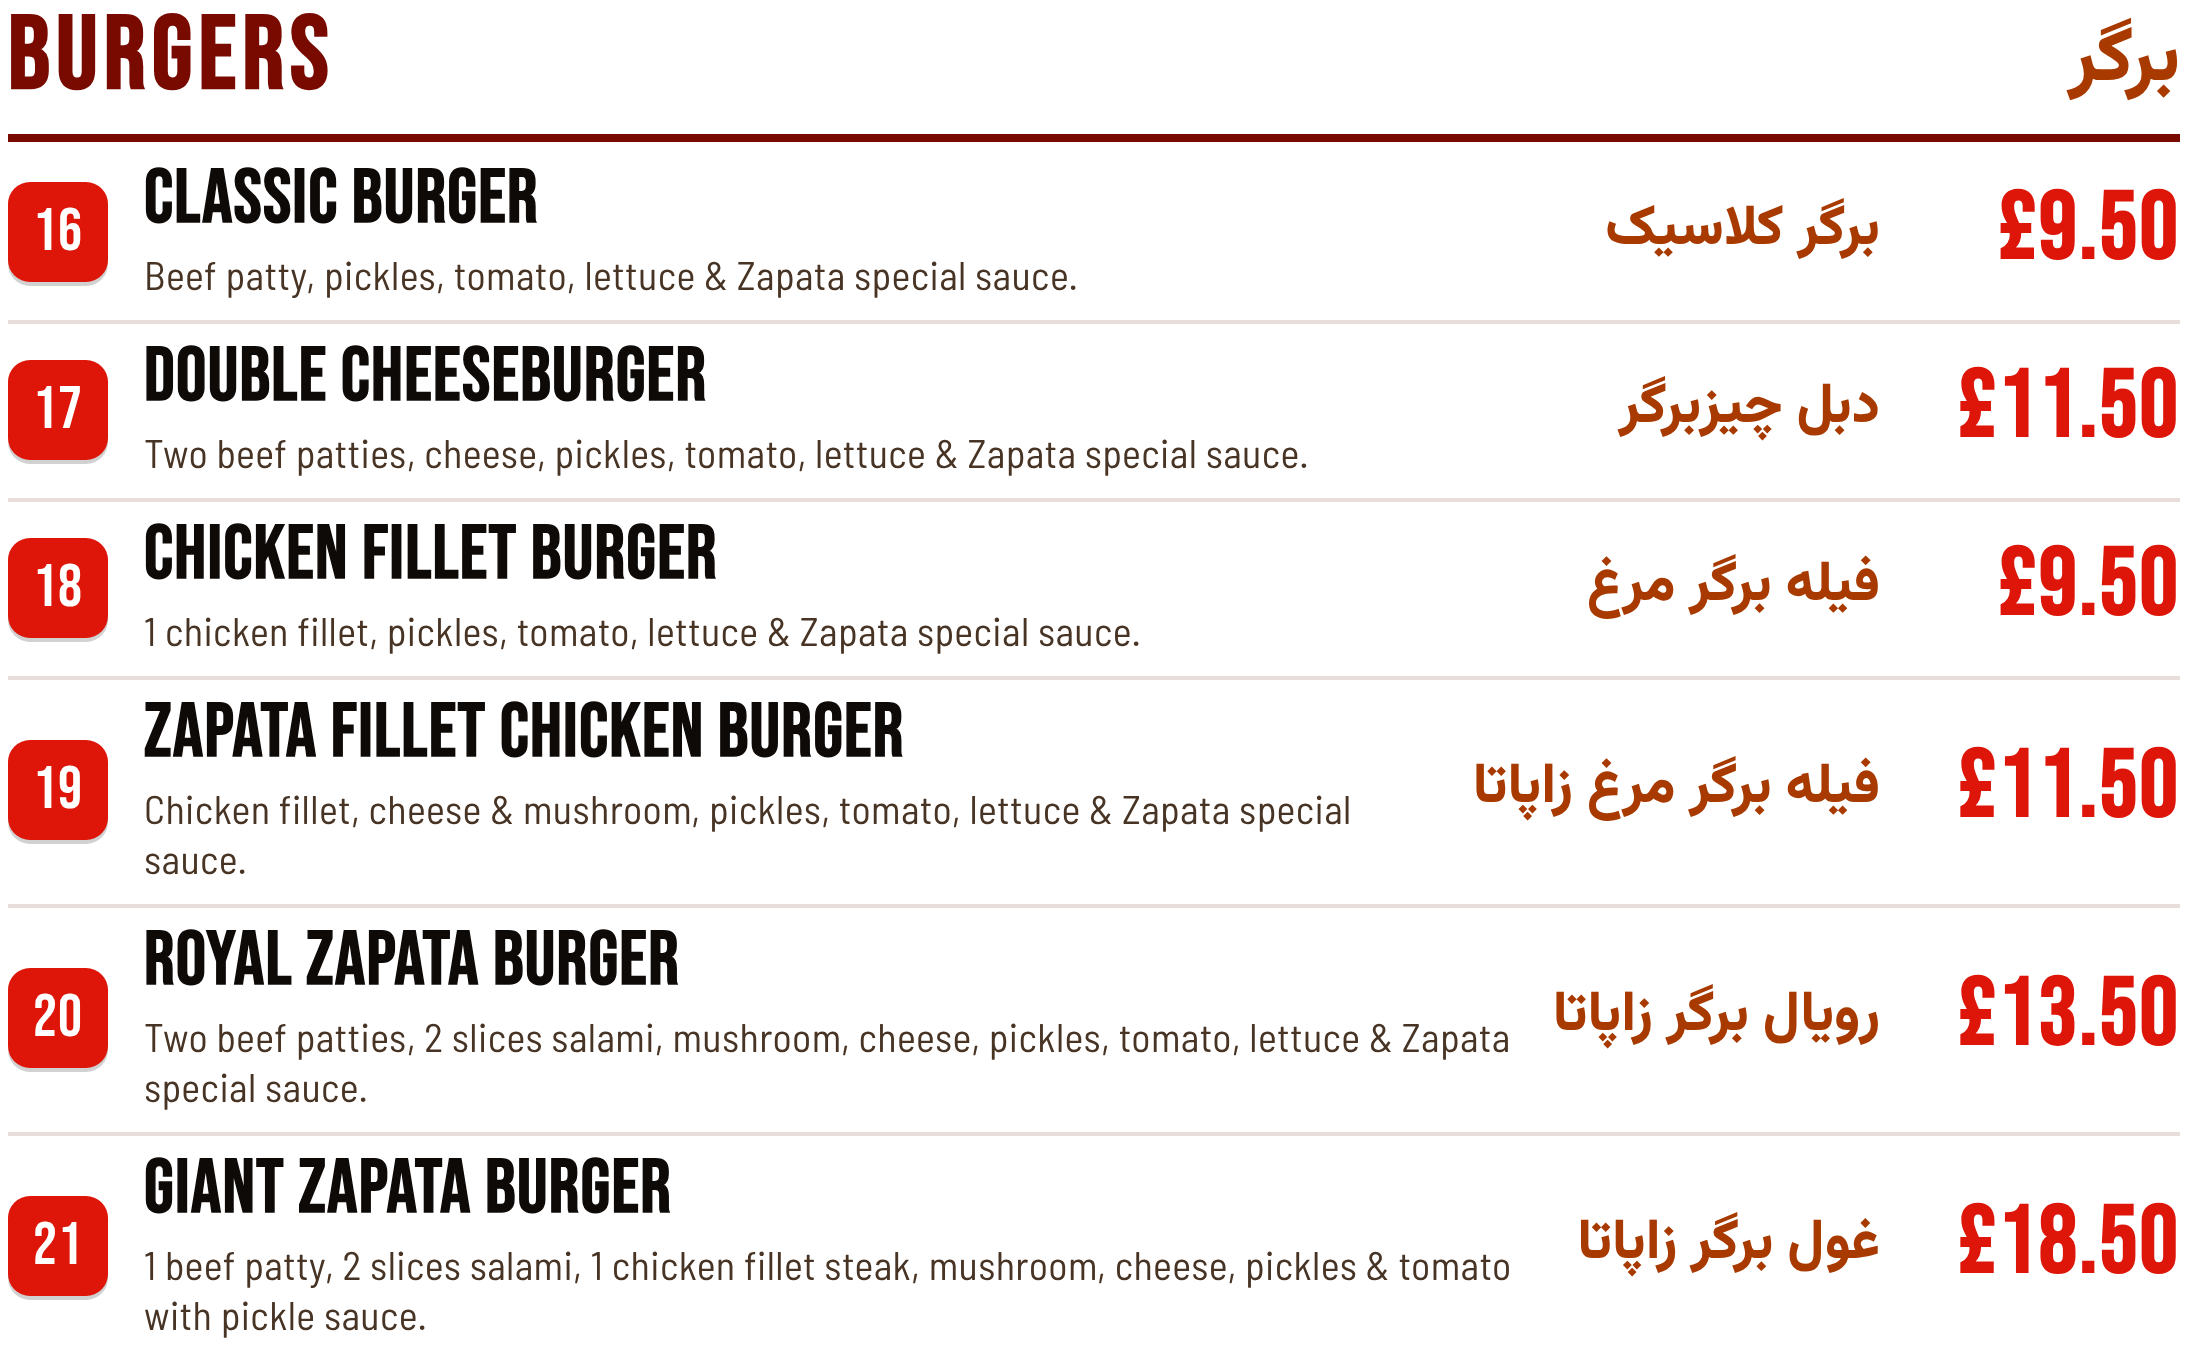 BURGERS برگر
16 CLASSIC BURGER برگر کلاسیک £9.50
Beef patty, pickles, tomato, lettuce & Zapata special sauce.
17 DOUBLE CHEESEBURGER دبل چیزبرگر £11.50
Two beef patties, cheese, pickles, tomato, lettuce & Zapata special sauce.
18 CHICKEN FILLET BURGER فیله برگر مرغ £9.50
1 chicken fillet, pickles, tomato, lettuce & Zapata special sauce.
19 ZAPATA FILLET CHICKEN BURGER فیله برگر مرغ زاپاتا £11.50
Chicken fillet, cheese & mushroom, pickles, tomato, lettuce & Zapata special
sauce.
20 ROYAL ZAPATA BURGER رویال برگر زاپاتا £13.50
Two beef patties, 2 slices salami, mushroom, cheese, pickles, tomato, lettuce & Zapata
special sauce.
21 GIANT ZAPATA BURGER غول برگر زاپاتا £18.50
1 beef patty, 2 slices salami, 1 chicken fillet steak, mushroom, cheese, pickles & tomato
with pickle sauce.